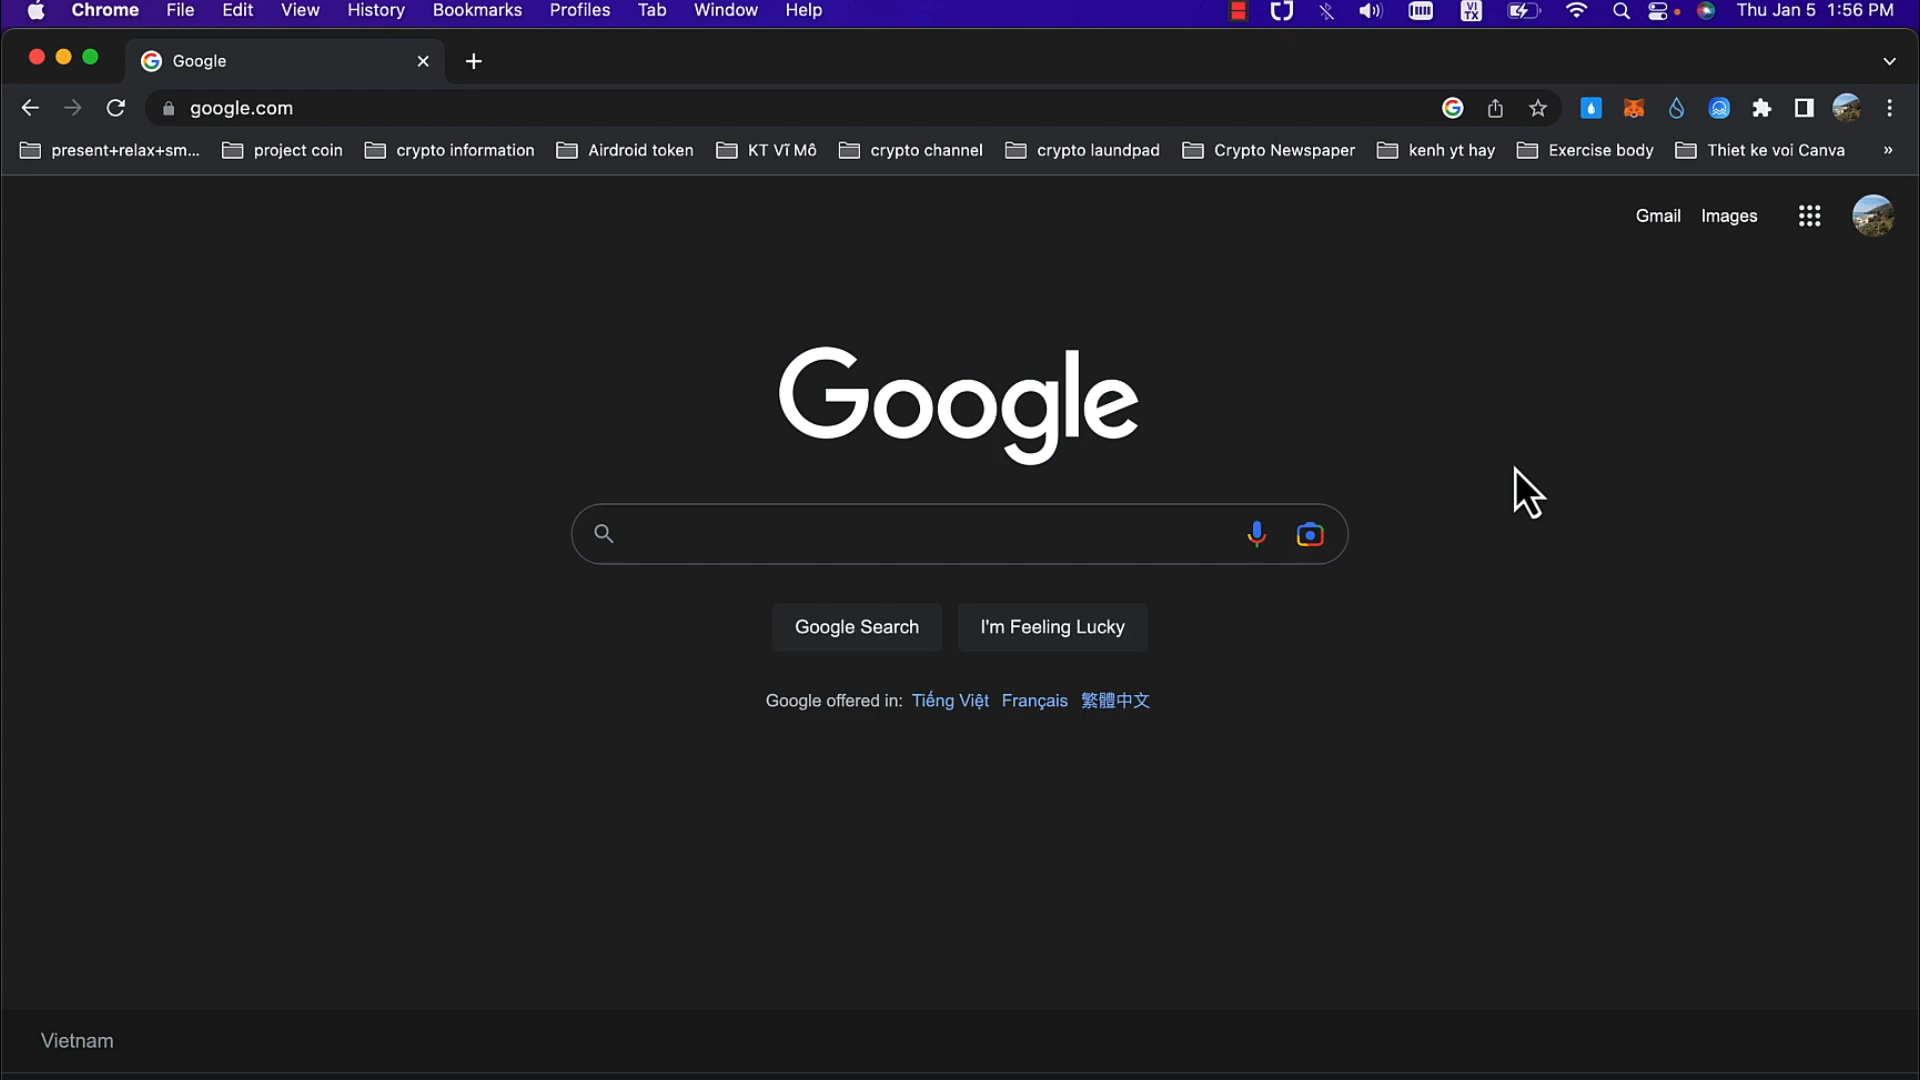 Chrome File Edit View History Bookmarks Profiles Tab Window Help VI TX Thu Jan 5 1:56 PM
Google
google.com
present+relax+sm... project coin crypto information Airdroid token KT Vĩ Mô crypto channel crypto laundpad Crypto Newspaper kenh yt hay Exercise body Thiet ke voi Canva »
Gmail Images
Google
Google Search I'm Feeling Lucky
Google offered in: Tiếng Việt Français 繁體中文
Vietnam